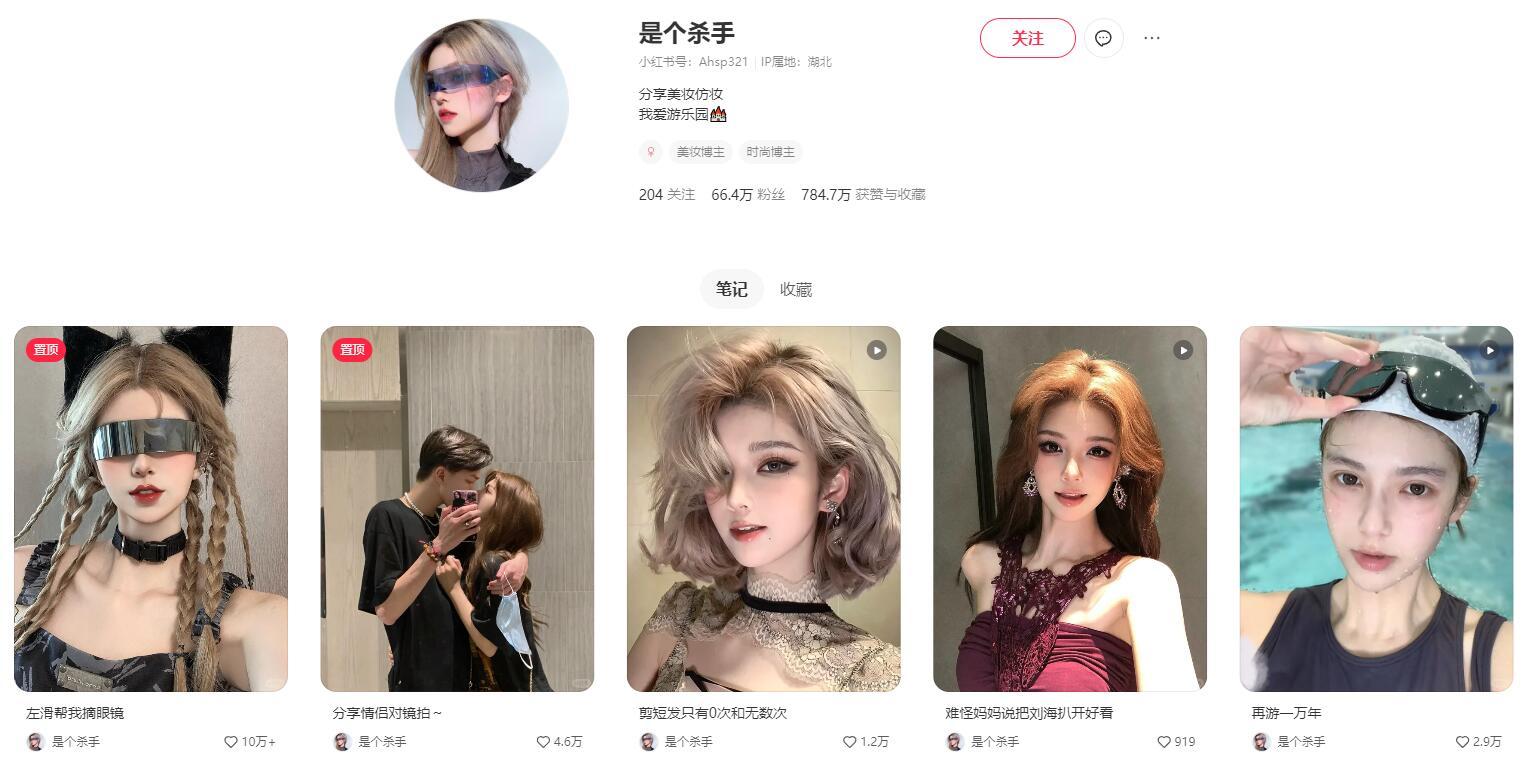 是个杀手
关注
小红书号：Ahsp321 IP属地：湖北
分享美妆仿妆
我爱游乐园🏰
美妆博主 时尚博主
204 关注 66.4万 粉丝 784.7万 获赞与收藏
笔记 收藏
置顶
置顶
左滑帮我摘眼镜
是个杀手 10万+
分享情侣对镜拍～
是个杀手 4.6万
剪短发只有0次和无数次
是个杀手 1.2万
难怪妈妈说把刘海扒开好看
是个杀手 919
再游一万年
是个杀手 2.9万